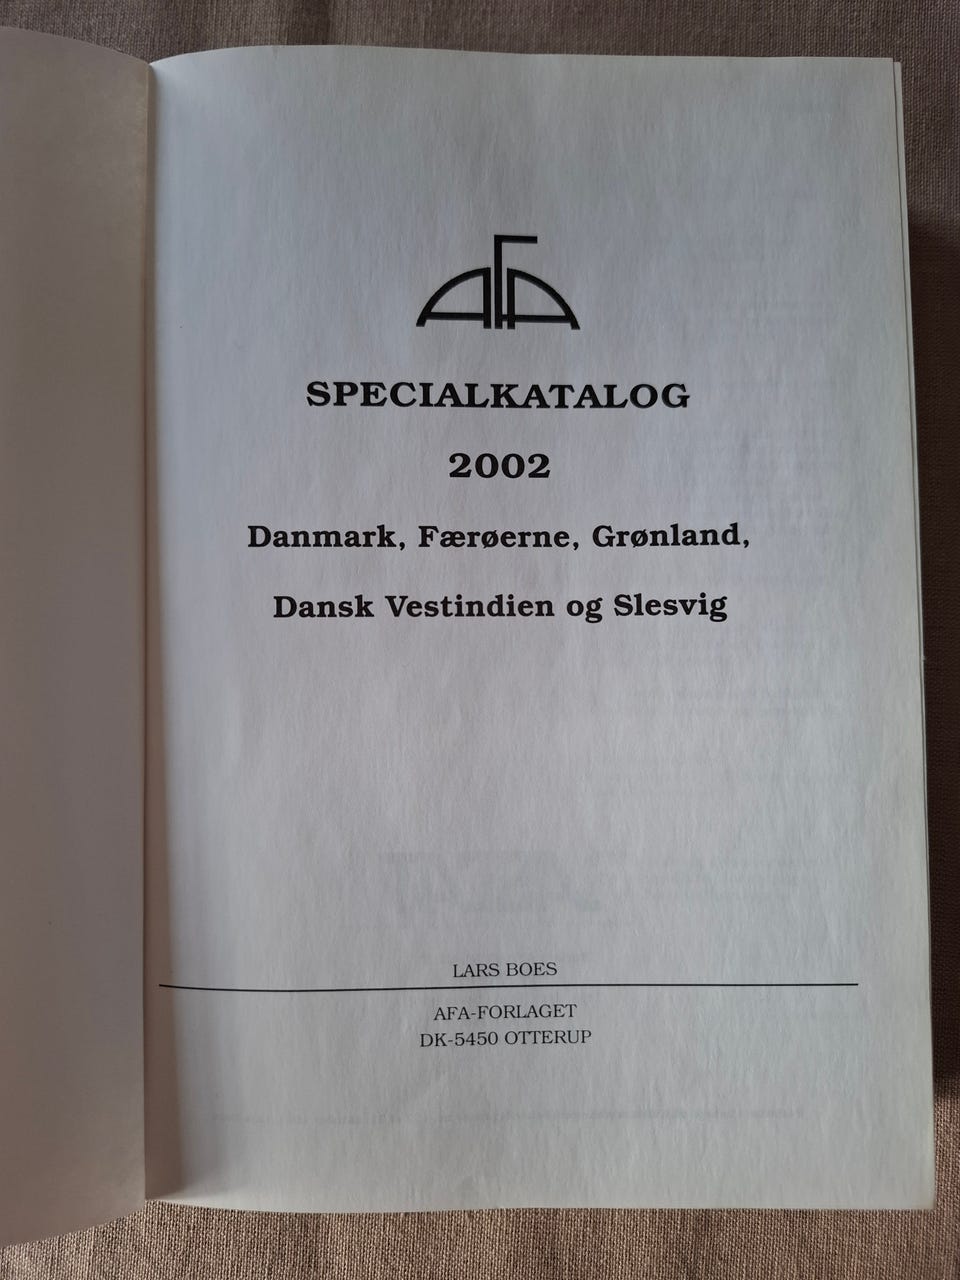 AFA
SPECIALKATALOG
2002
Danmark, Færøerne, Grønland,
Dansk Vestindien og Slesvig
LARS BOES
AFA-FORLAGET
DK-5450 OTTERUP